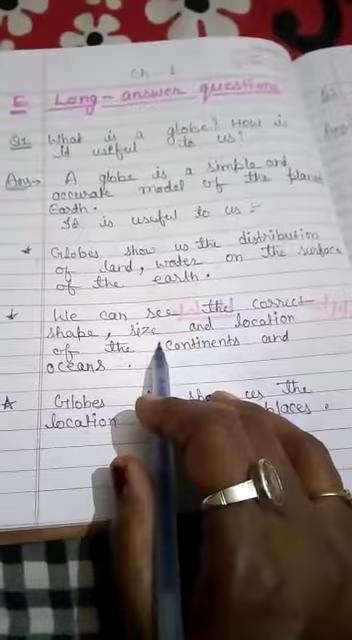 Ch - 1
E Long-answer questions
Q1 What is a globe? How is
it useful to us?
Ans→ A globe is a simple and
accurate model of the planet
Earth.
It is useful to us :-
* Globes show us the distribution
of land, water on the surface
of the earth.
* We can see the correct
shape, size and location
of the continents and
oceans.
* Globes us the
location places.